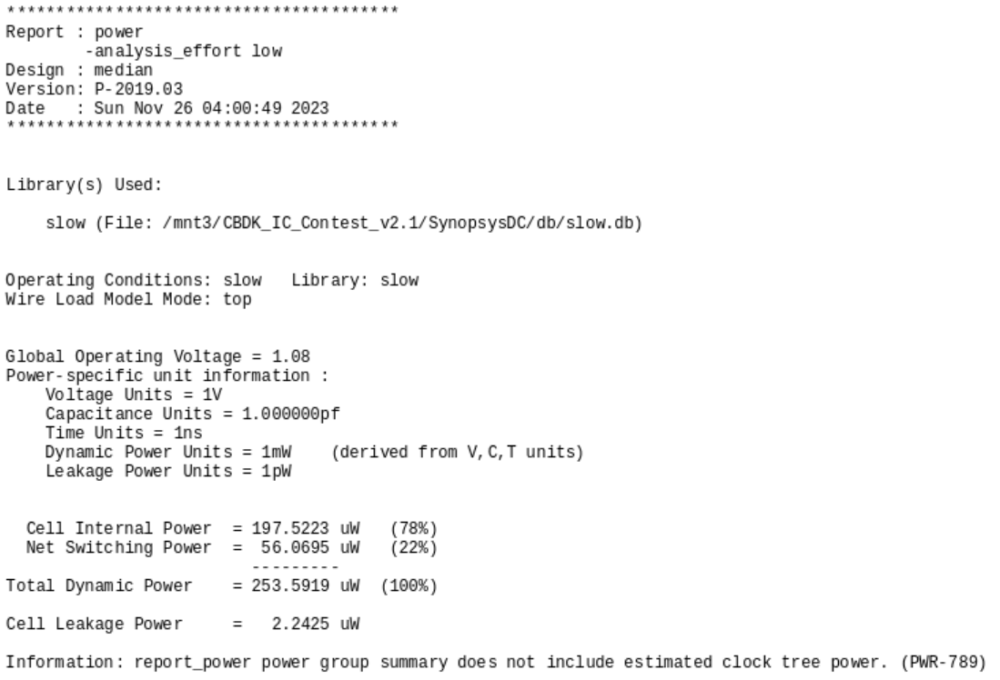 ****************************************
Report : power
        -analysis_effort low
Design : median
Version: P-2019.03
Date   : Sun Nov 26 04:00:49 2023
****************************************
Library(s) Used:
    slow (File: /mnt3/CBDK_IC_Contest_v2.1/SynopsysDC/db/slow.db)
Operating Conditions: slow   Library: slow
Wire Load Model Mode: top
Global Operating Voltage = 1.08
Power-specific unit information :
    Voltage Units = 1V
    Capacitance Units = 1.000000pf
    Time Units = 1ns
    Dynamic Power Units = 1mW    (derived from V,C,T units)
    Leakage Power Units = 1pW
  Cell Internal Power  = 197.5223 uW   (78%)
  Net Switching Power  =  56.0695 uW   (22%)
                         ---------
Total Dynamic Power    = 253.5919 uW  (100%)
Cell Leakage Power     =   2.2425 uW
Information: report_power power group summary does not include estimated clock tree power. (PWR-789)